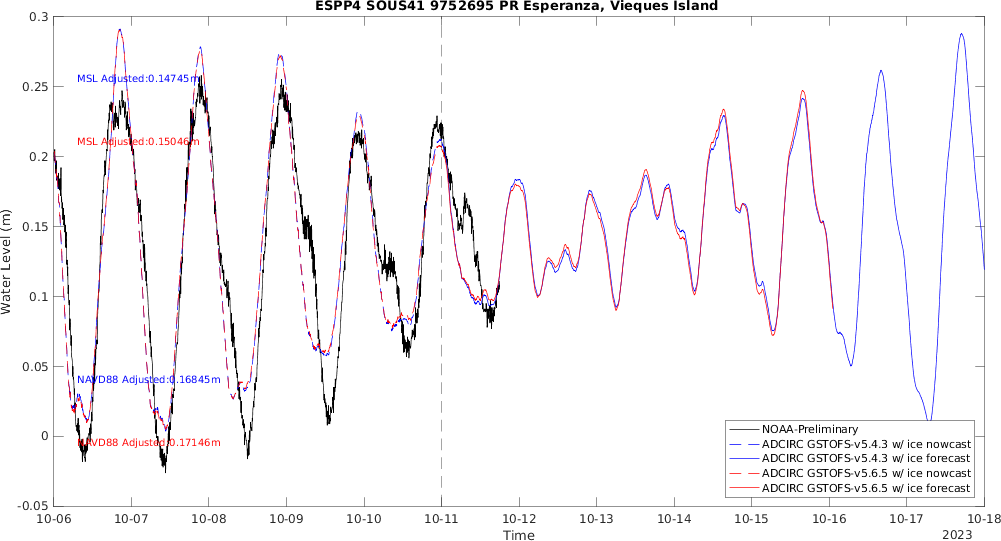 ESPP4 SOUS41 9752695 PR Esperanza, Vieques Island
0.3
0.25
0.2
0.15
0.1
0.05
0
-0.05
Water Level (m)
MSL Adjusted:0.14745m
MSL Adjusted:0.15046m
NAVD88 Adjusted:0.16845m
NAVD88 Adjusted:0.17146m
NOAA-Preliminary
ADCIRC GSTOFS-v5.4.3 w/ ice nowcast
ADCIRC GSTOFS-v5.4.3 w/ ice forecast
ADCIRC GSTOFS-v5.6.5 w/ ice nowcast
ADCIRC GSTOFS-v5.6.5 w/ ice forecast
10-06 10-07 10-08 10-09 10-10 10-11 10-12 10-13 10-14 10-15 10-16 10-17 10-18
Time
2023